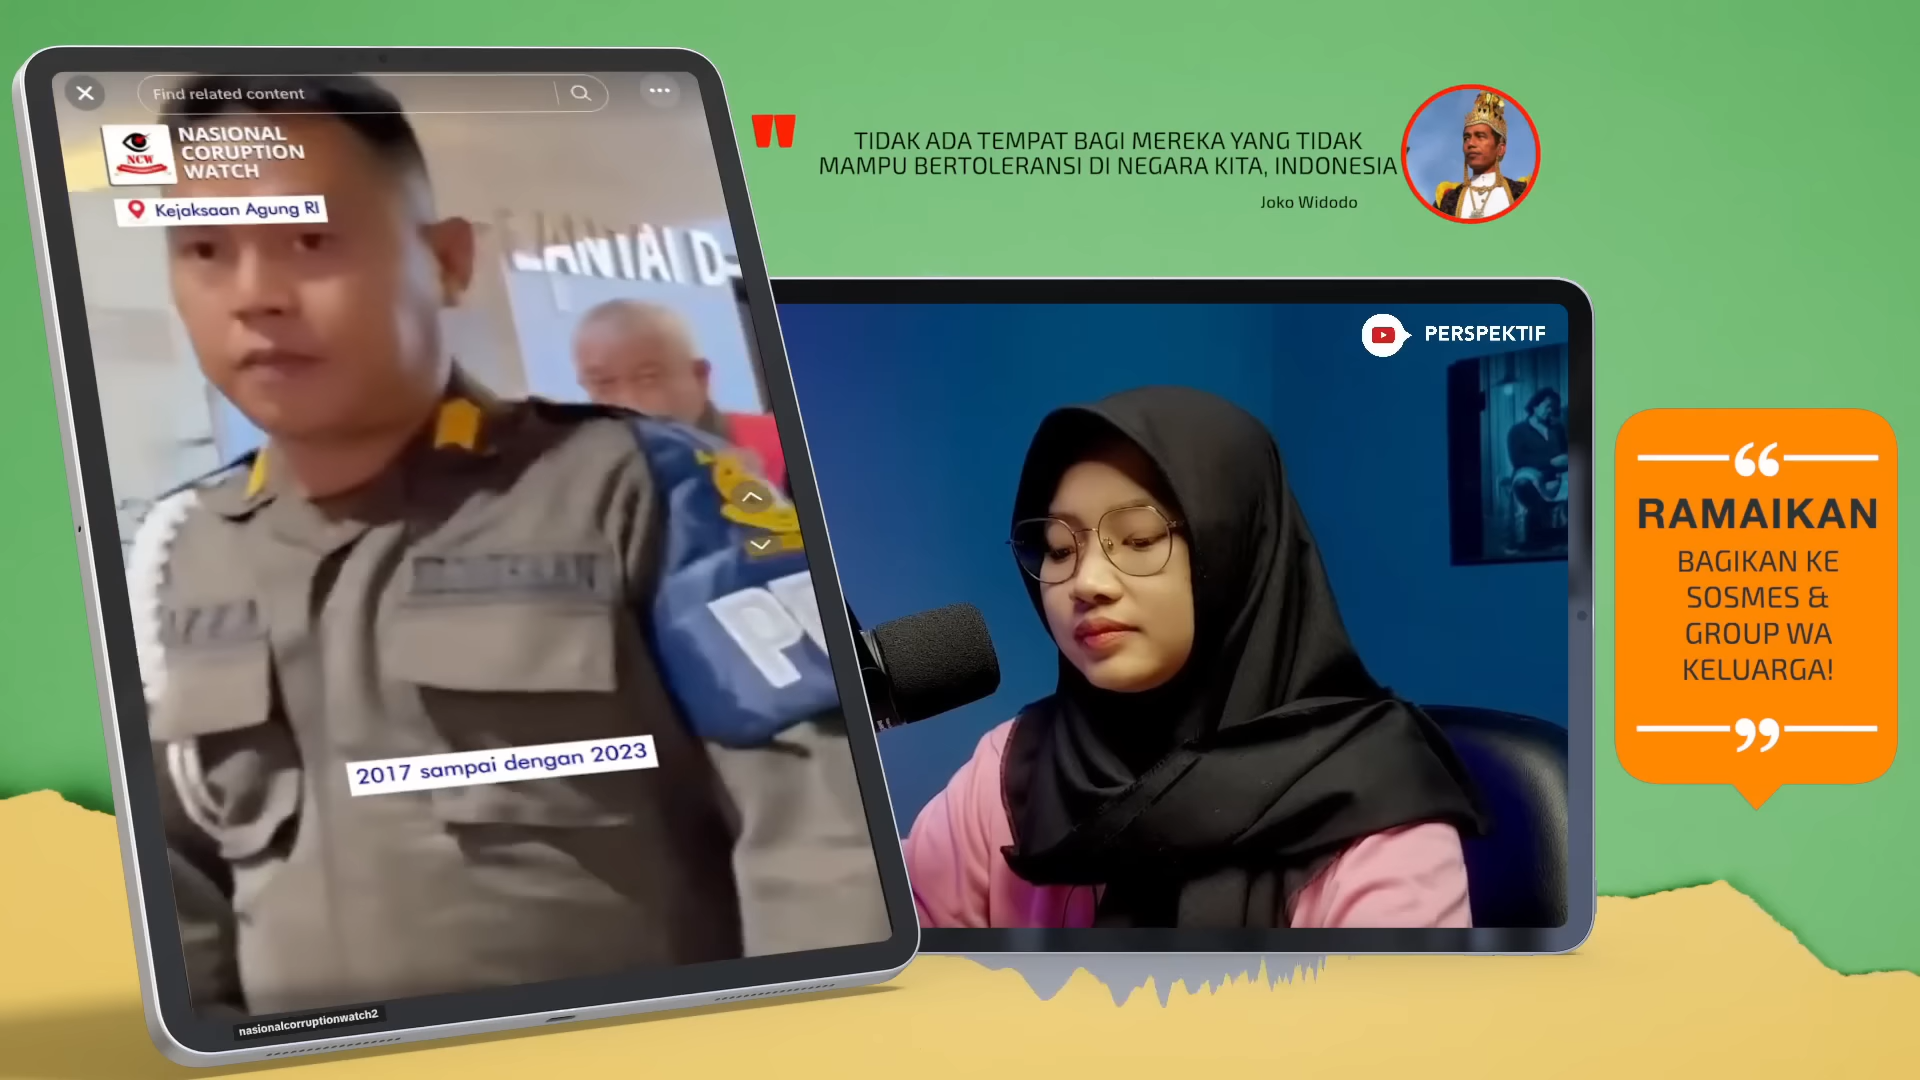 Find related content
NCW
NASIONAL
CORUPTION
WATCH
Kejaksaan Agung RI
2017 sampai dengan 2023
nasionalcorruptionwatch2
TIDAK ADA TEMPAT BAGI MEREKA YANG TIDAK
MAMPU BERTOLERANSI DI NEGARA KITA, INDONESIA
Joko Widodo
PERSPEKTIF
“
RAMAIKAN
BAGIKAN KE
SOSMES &
GROUP WA
KELUARGA!
”